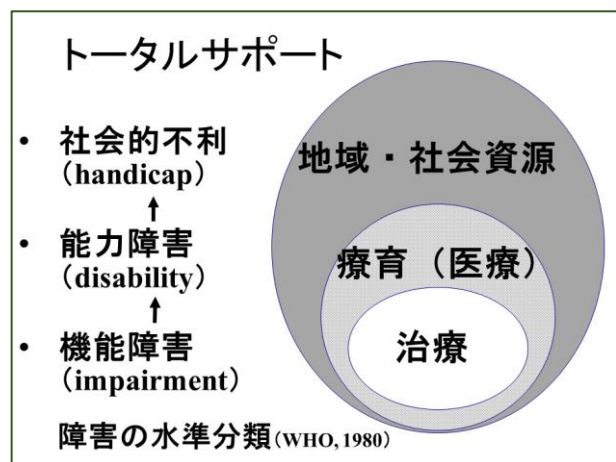 トータルサポート
• 社会的不利
（handicap）
↑
• 能力障害
（disability）
↑
• 機能障害
（impairment）
障害の水準分類(WHO, 1980)
地域・社会資源
療育（医療）
治療